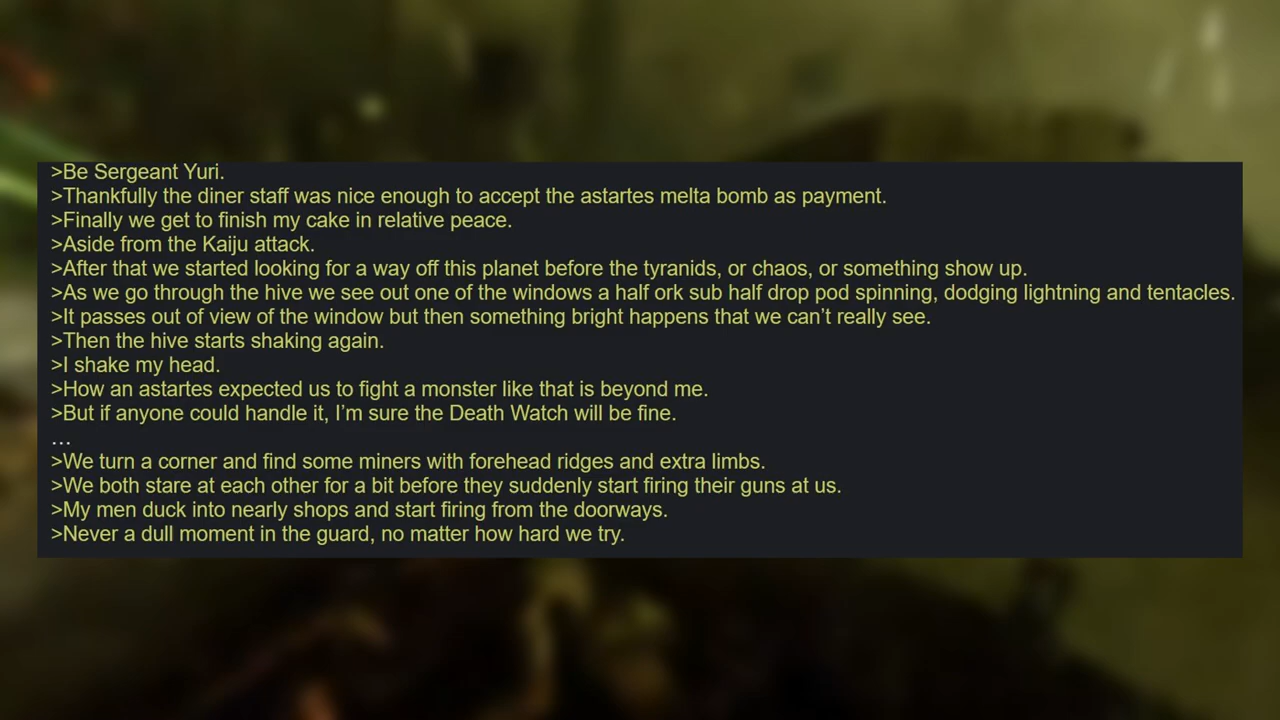 >Be Sergeant Yuri.
>Thankfully the diner staff was nice enough to accept the astartes melta bomb as payment.
>Finally we get to finish my cake in relative peace.
>Aside from the Kaiju attack.
>After that we started looking for a way off this planet before the tyranids, or chaos, or something show up.
>As we go through the hive we see out one of the windows a half ork sub half drop pod spinning, dodging lightning and tentacles.
>It passes out of view of the window but then something bright happens that we can’t really see.
>Then the hive starts shaking again.
>I shake my head.
>How an astartes expected us to fight a monster like that is beyond me.
>But if anyone could handle it, I’m sure the Death Watch will be fine.
…
>We turn a corner and find some miners with forehead ridges and extra limbs.
>We both stare at each other for a bit before they suddenly start firing their guns at us.
>My men duck into nearly shops and start firing from the doorways.
>Never a dull moment in the guard, no matter how hard we try.